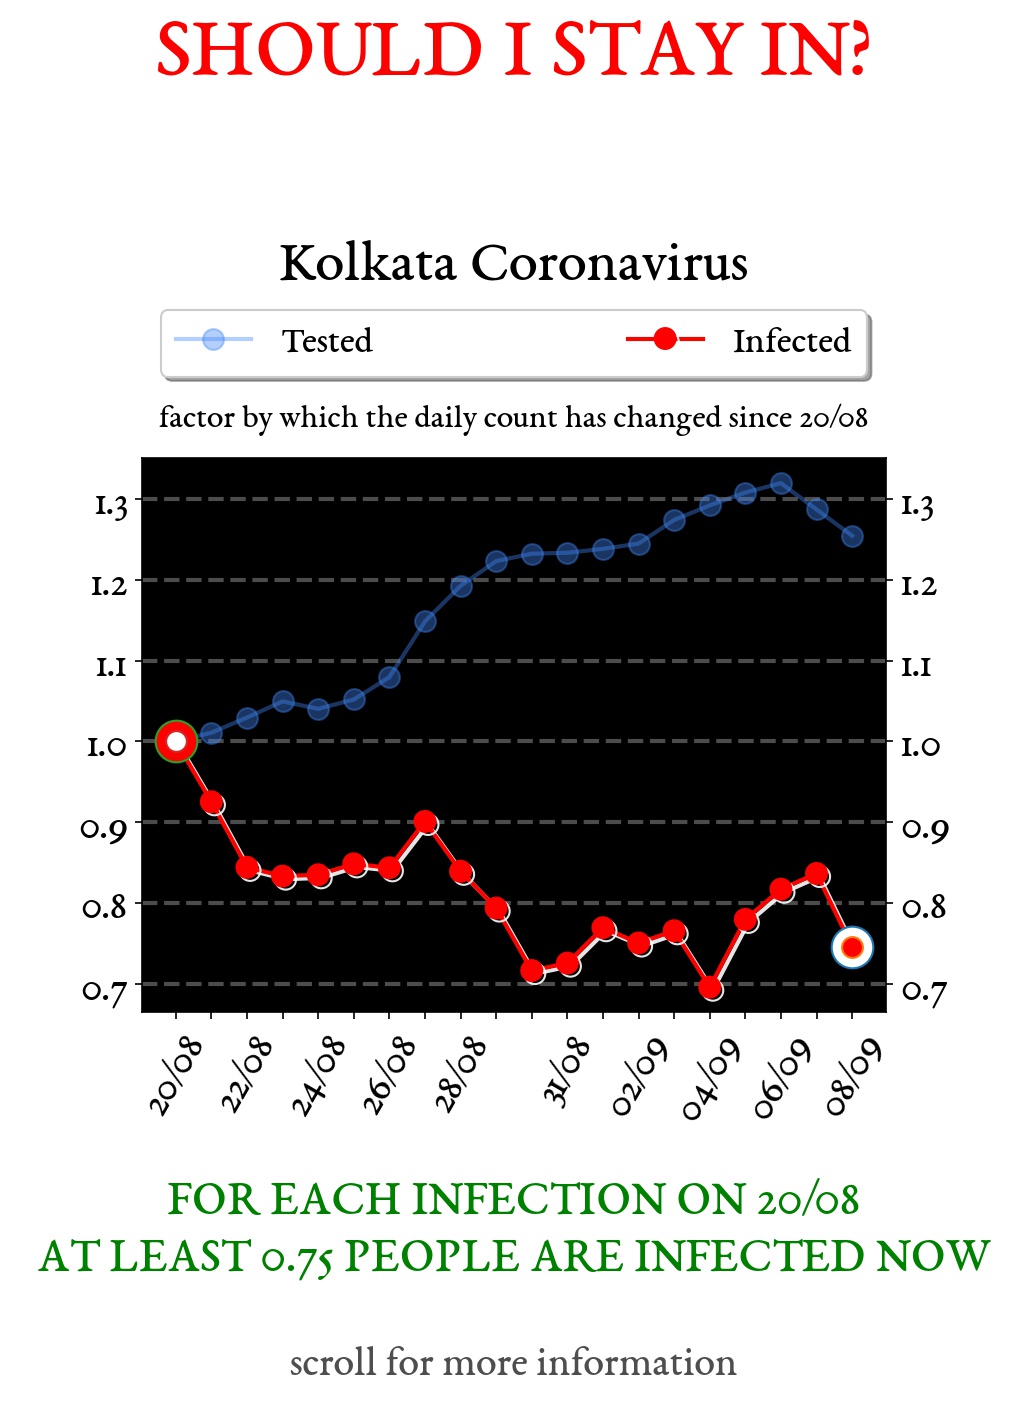 SHOULD I STAY IN?
Kolkata Coronavirus
Tested Infected
factor by which the daily count has changed since 20/08
1.3 1.3
1.2 1.2
1.1 1.1
1.0 1.0
0.9 0.9
0.8 0.8
0.7 0.7
20/08 22/08 24/08 26/08 28/08 31/08 02/09 04/09 06/09 08/09
FOR EACH INFECTION ON 20/08
AT LEAST 0.75 PEOPLE ARE INFECTED NOW
scroll for more information